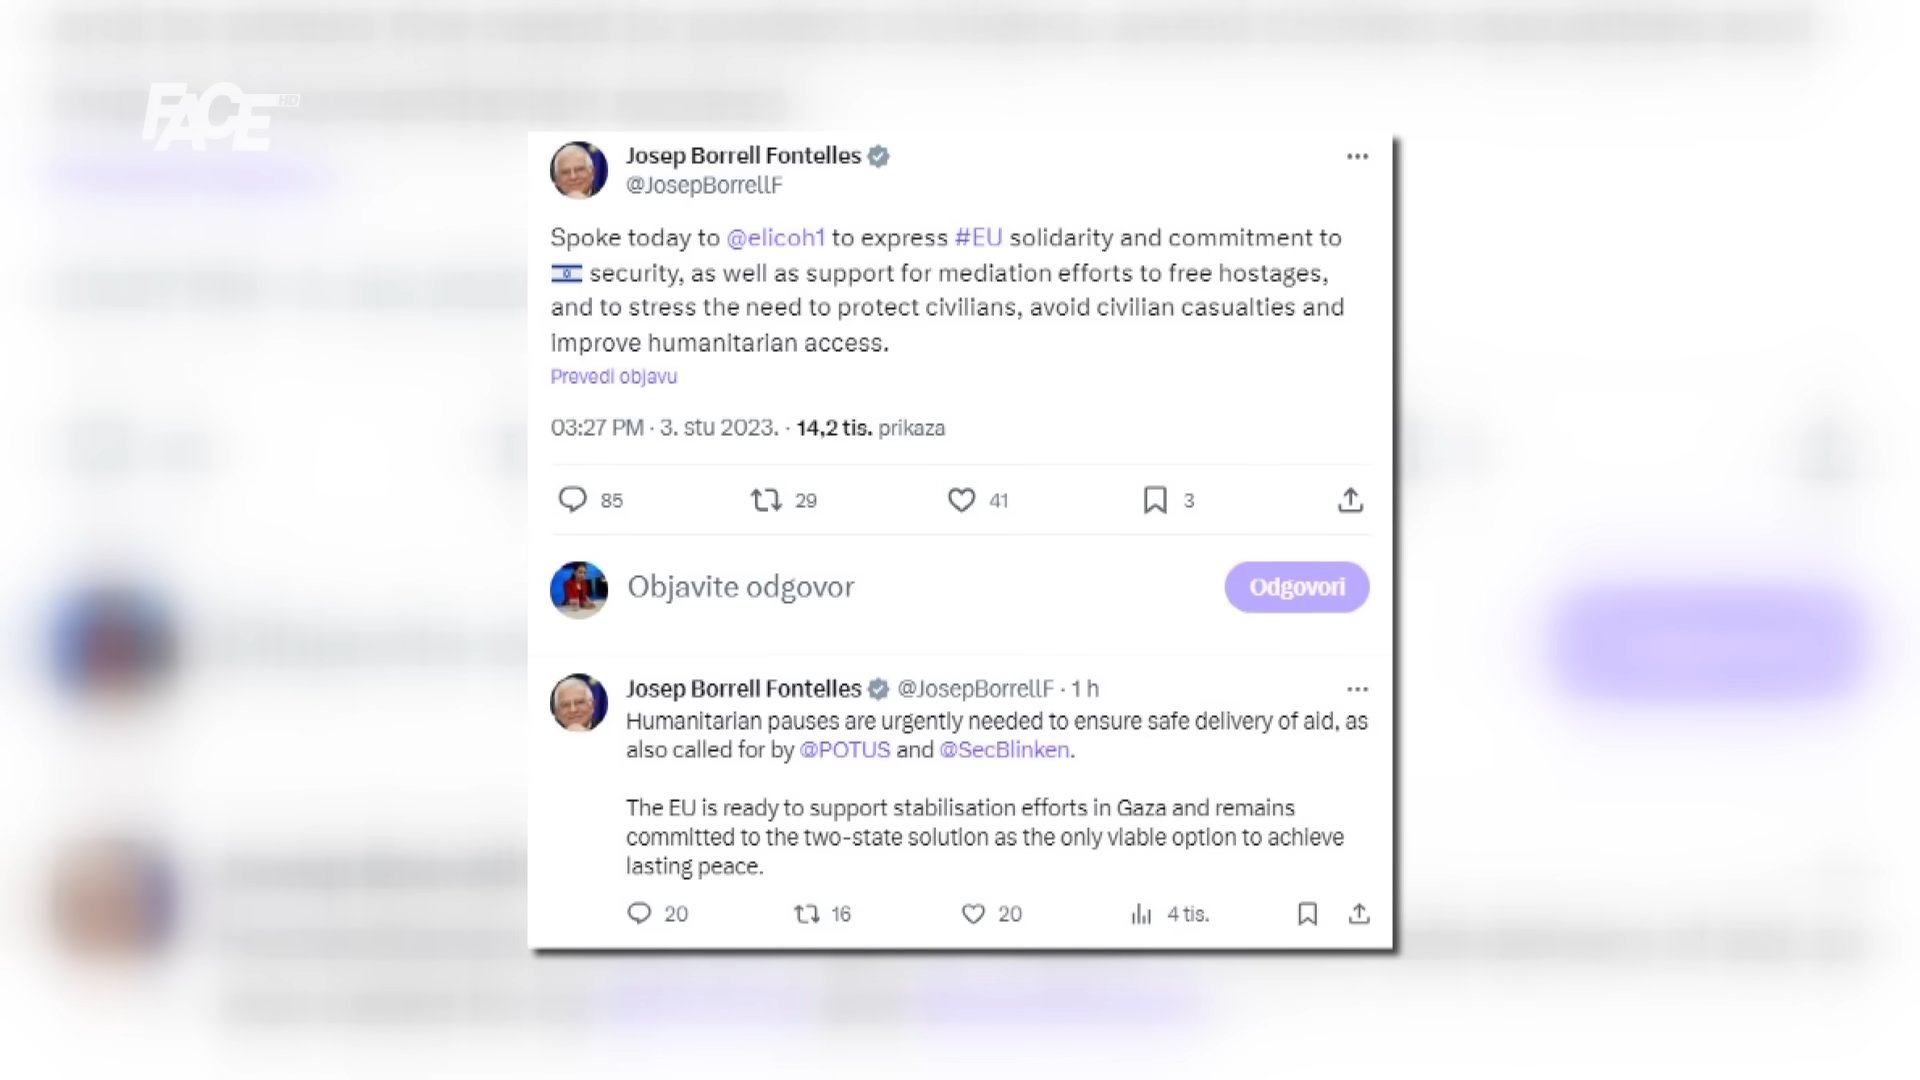 FACE HD
Josep Borrell Fontelles
@JosepBorrellF
Spoke today to @elicoh1 to express #EU solidarity and commitment to
security, as well as support for mediation efforts to free hostages,
and to stress the need to protect civilians, avoid civilian casualties and
improve humanitarian access.
Prevedi objavu
03:27 PM · 3. stu 2023. · 14,2 tis. prikaza
85 29 41 3
Objavite odgovor Odgovori
Josep Borrell Fontelles @JosepBorrellF · 1 h
Humanitarian pauses are urgently needed to ensure safe delivery of aid, as
also called for by @POTUS and @SecBlinken.
The EU is ready to support stabilisation efforts in Gaza and remains
committed to the two-state solution as the only viable option to achieve
lasting peace.
20 16 20 4 tis.